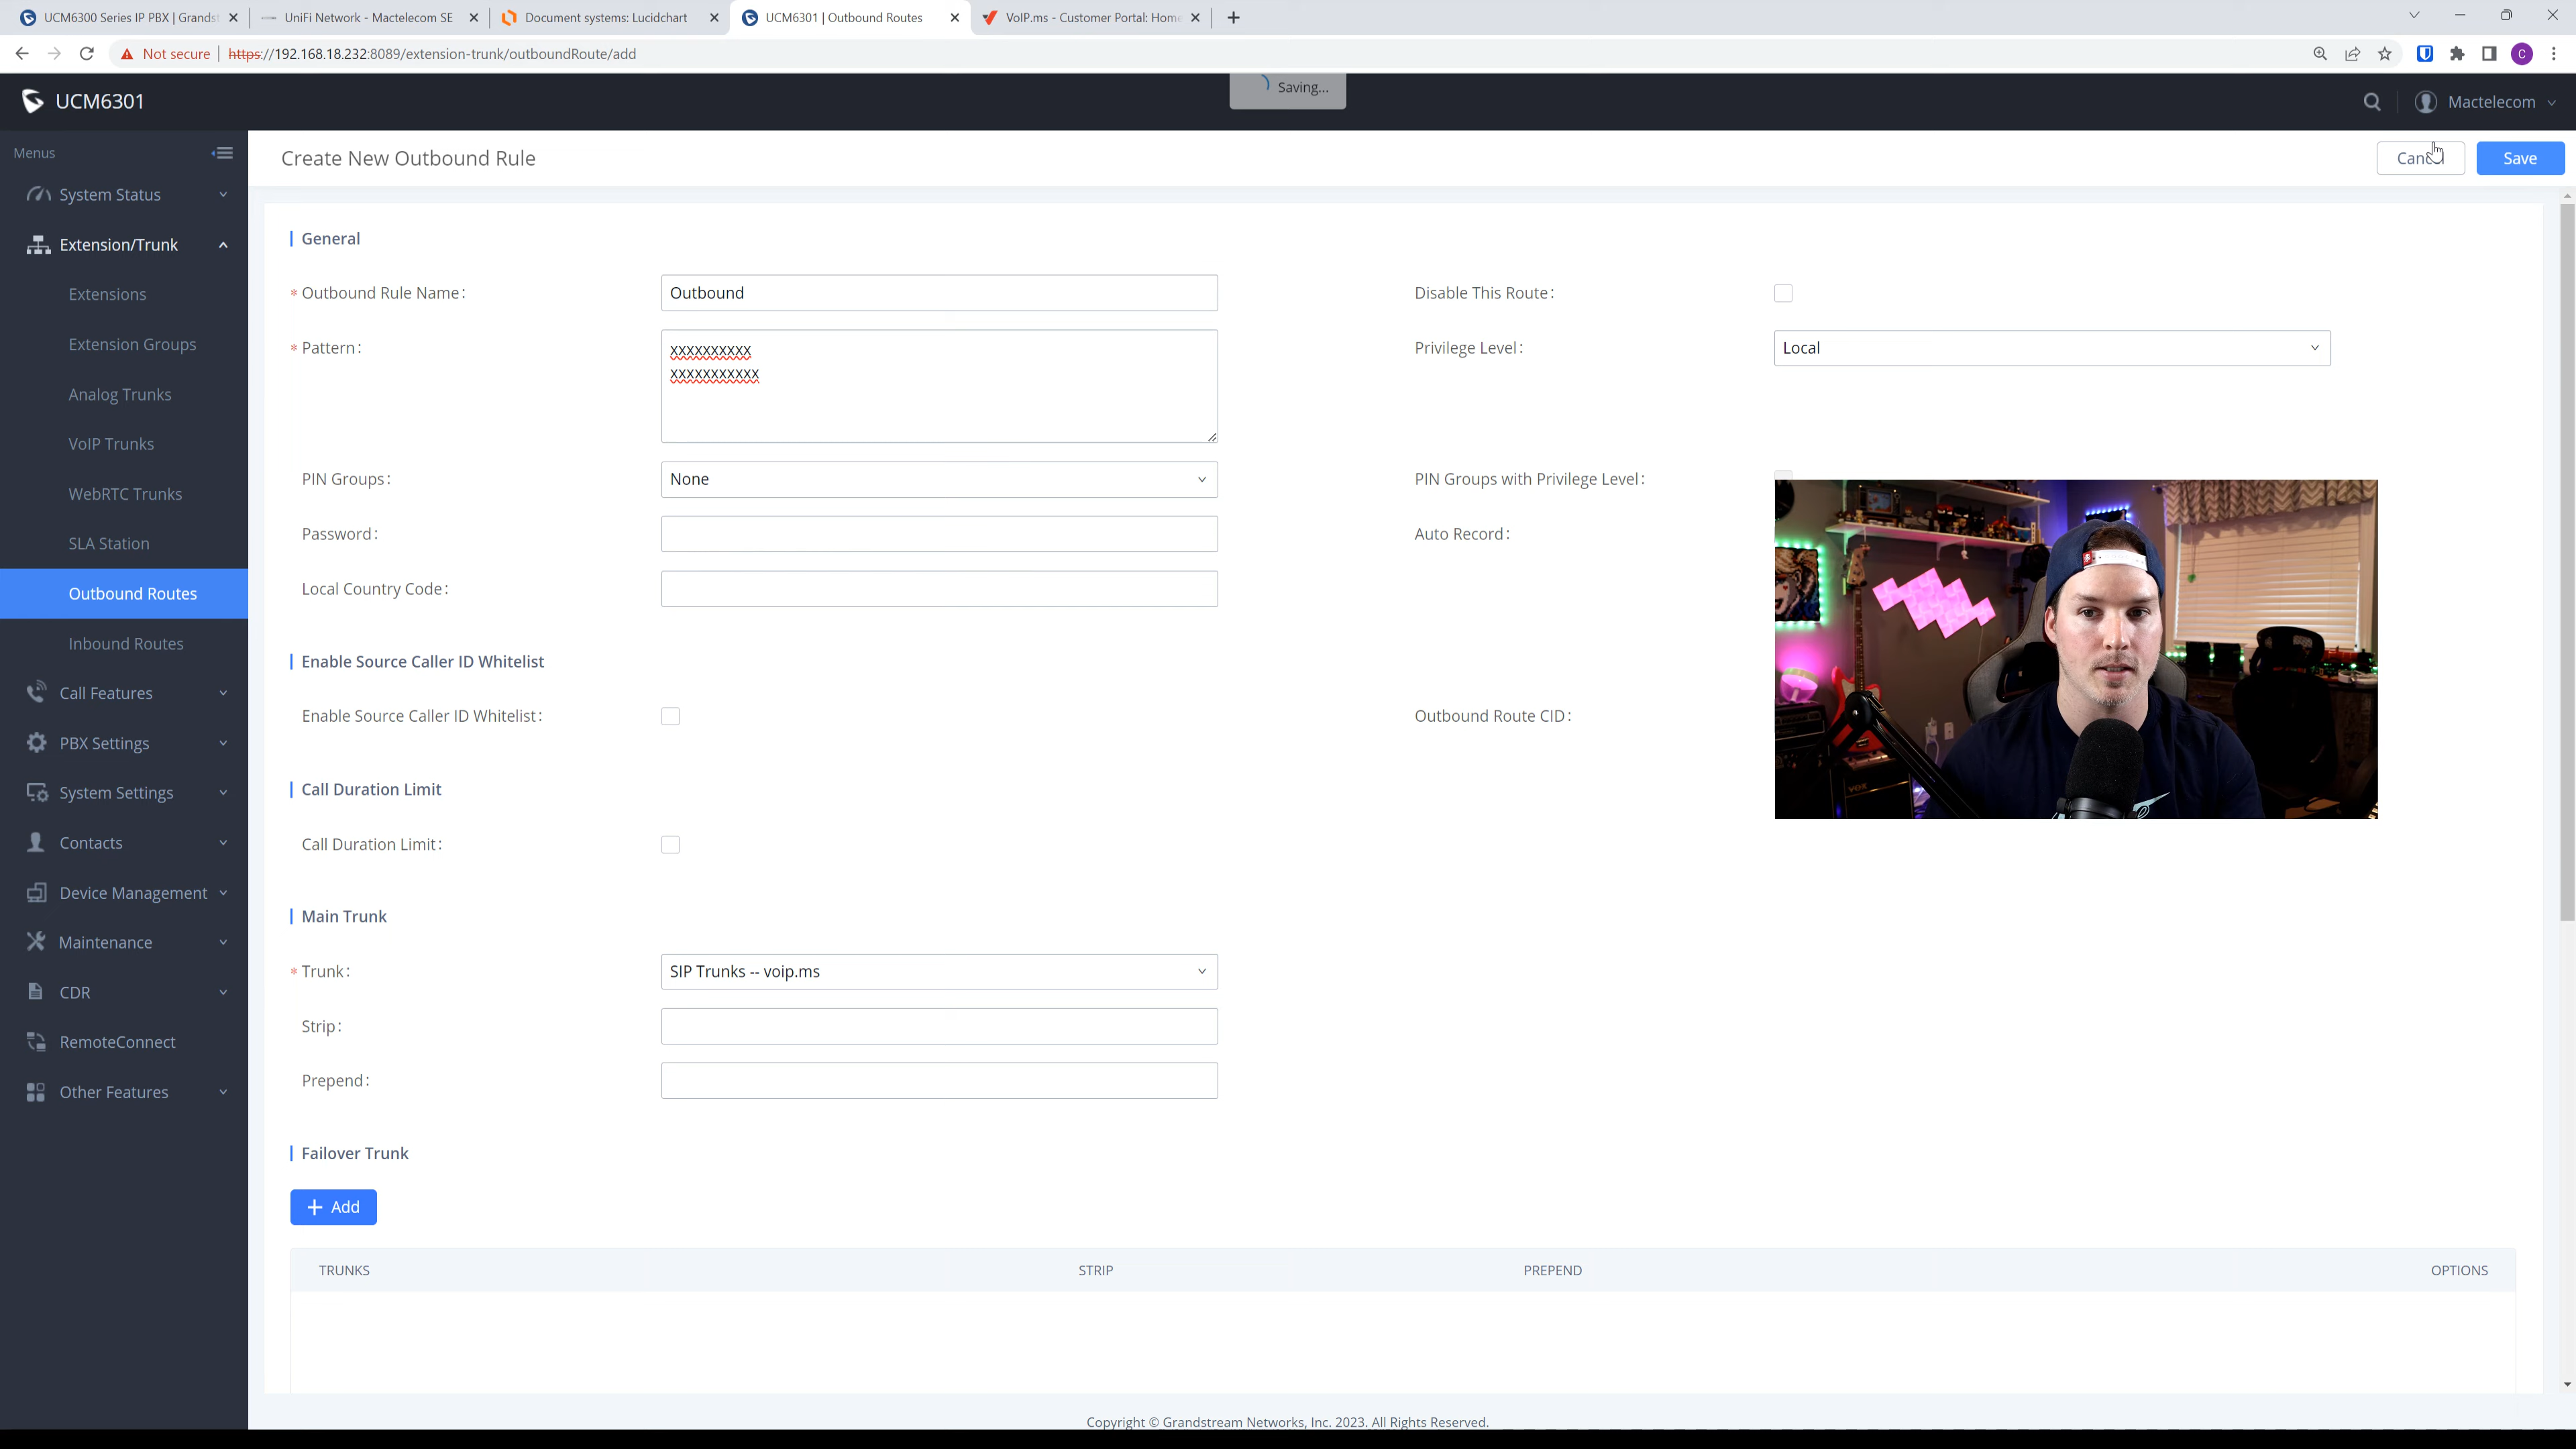 UCM6300 Series IP PBX | Grandst
UniFi Network - Mactelecom SE
Document systems: Lucidchart
UCM6301 | Outbound Routes
VoIP.ms - Customer Portal: Home
Not secure
https://192.168.18.232:8089/extension-trunk/outboundRoute/add
C
UCM6301
Saving...
Mactelecom
Menus
System Status
Extension/Trunk
Extensions
Extension Groups
Analog Trunks
VoIP Trunks
WebRTC Trunks
SLA Station
Outbound Routes
Inbound Routes
Call Features
PBX Settings
System Settings
Contacts
Device Management
Maintenance
CDR
RemoteConnect
Other Features
Create New Outbound Rule
Cancel
Save
General
* Outbound Rule Name:
Outbound
Disable This Route:
* Pattern:
xxxxxxxxxx
xxxxxxxxxxx
Privilege Level:
Local
PIN Groups:
None
PIN Groups with Privilege Level:
Password:
Auto Record:
Local Country Code:
Enable Source Caller ID Whitelist
Enable Source Caller ID Whitelist:
Outbound Route CID:
VOX
Call Duration Limit
Call Duration Limit:
Main Trunk
* Trunk:
SIP Trunks -- voip.ms
Strip:
Prepend:
Failover Trunk
+ Add
TRUNKS
STRIP
PREPEND
OPTIONS
Copyright © Grandstream Networks, Inc. 2023. All Rights Reserved.